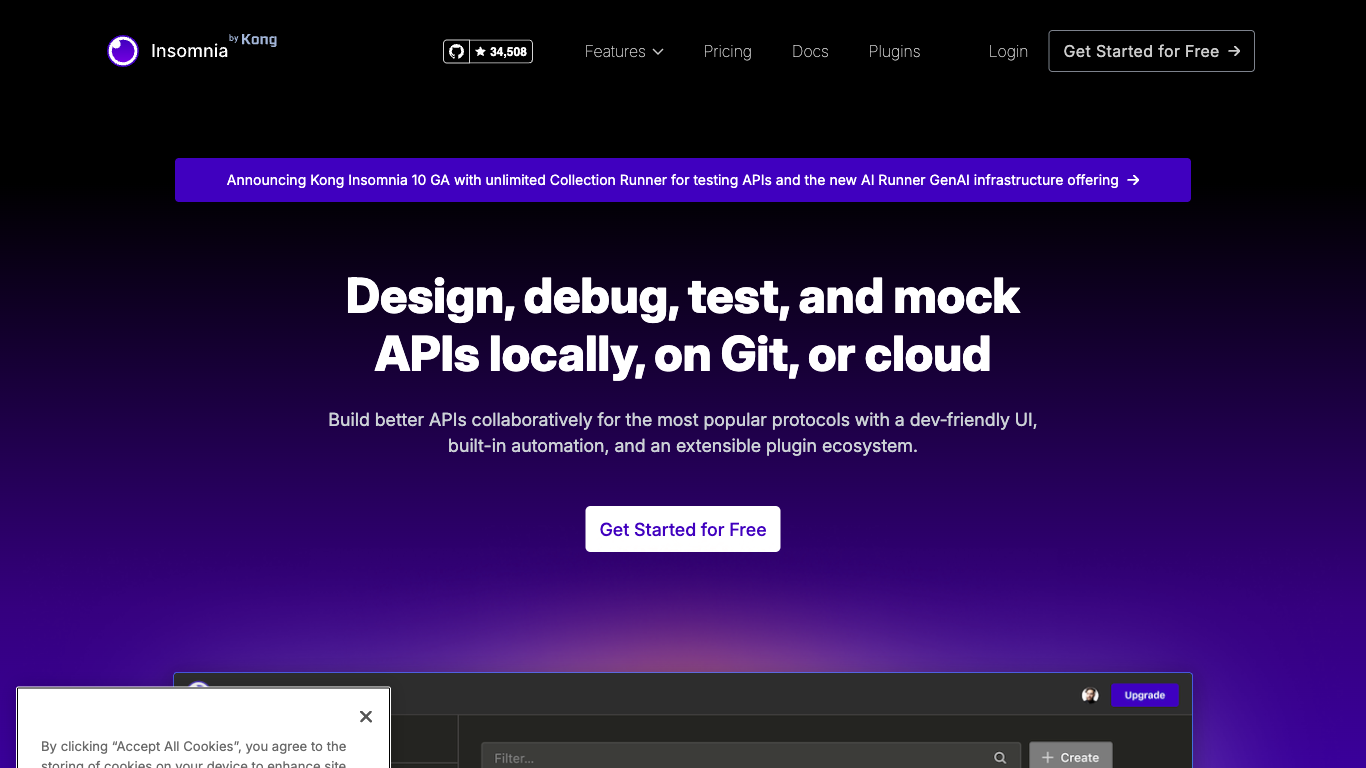 Insomnia by Kong
34,508
Features
Pricing
Docs
Plugins
Login
Get Started for Free →
Announcing Kong Insomnia 10 GA with unlimited Collection Runner for testing APIs and the new AI Runner GenAI infrastructure offering →
Design, debug, test, and mock
APIs locally, on Git, or cloud
Build better APIs collaboratively for the most popular protocols with a dev-friendly UI,
built-in automation, and an extensible plugin ecosystem.
Get Started for Free
Upgrade
Filter...
+ Create
By clicking “Accept All Cookies”, you agree to the
storing of cookies on your device to enhance site